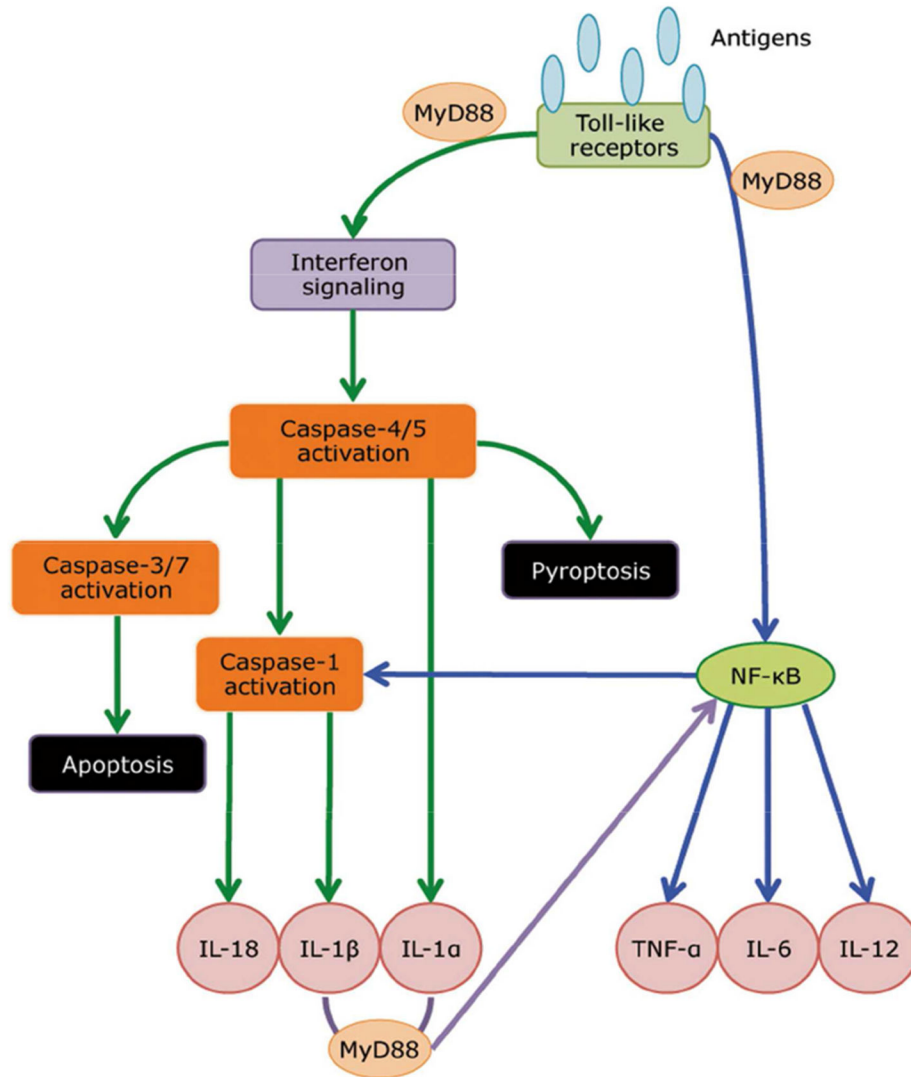 Antigens
MyD88
Toll-like
receptors
MyD88
Interferon
signaling
Caspase-4/5
activation
Caspase-3/7
activation
Pyroptosis
Caspase-1
activation
NF-κB
Apoptosis
IL-18
IL-1β
IL-1α
TNF-α
IL-6
IL-12
MyD88